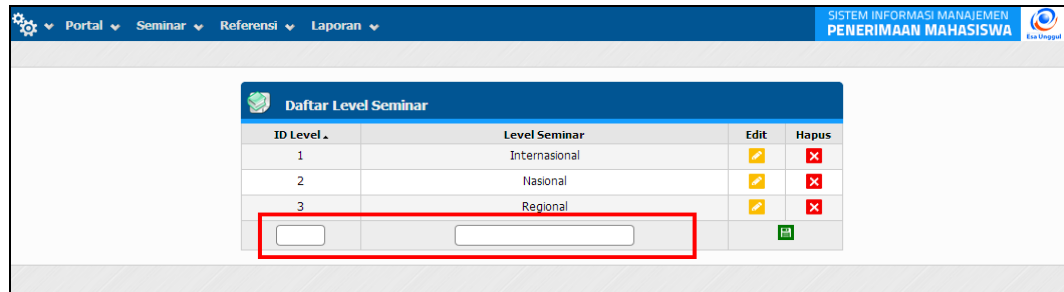 Portal Seminar Referensi Laporan
SISTEM INFORMASI MANAJEMEN
PENERIMAAN MAHASISWA
Esa Unggul
Daftar Level Seminar
ID Level Level Seminar Edit Hapus
1 Internasional
2 Nasional
3 Regional